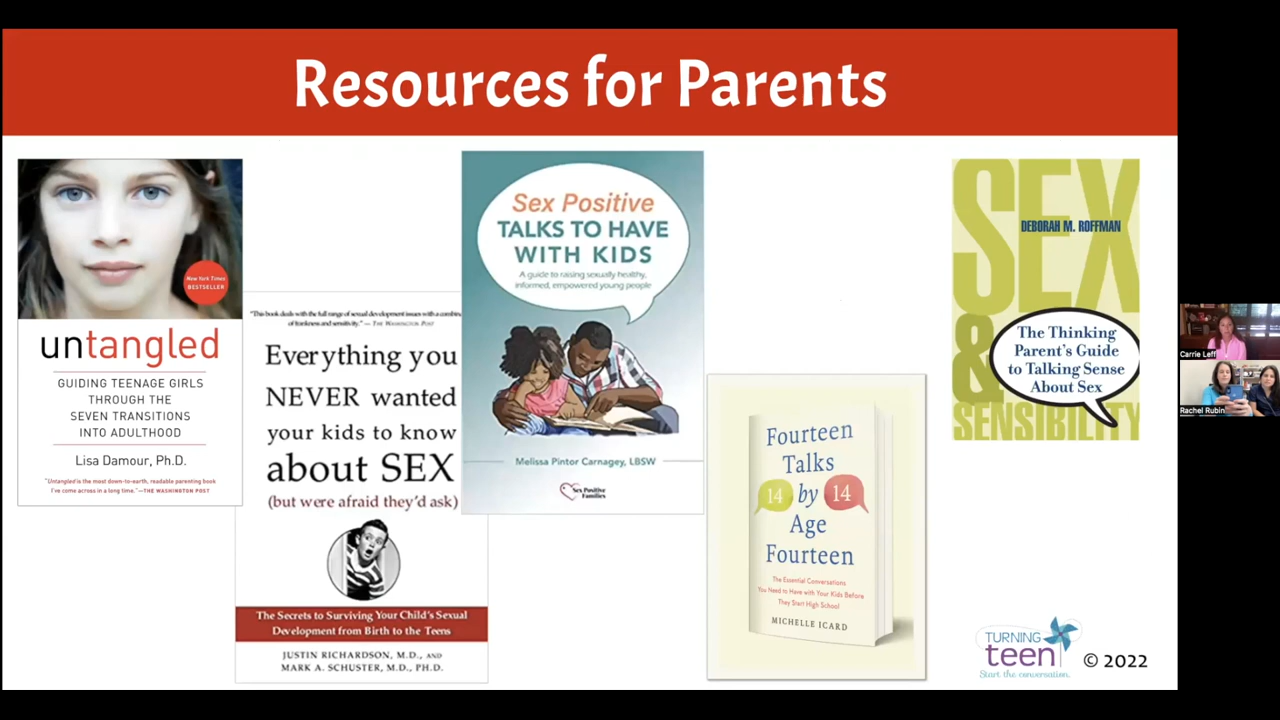 Resources for Parents
New York Times
BESTSELLER
untangled
GUIDING TEENAGE GIRLS
THROUGH THE
SEVEN TRANSITIONS
INTO ADULTHOOD
Lisa Damour, Ph.D.
"Untangled is the most down-to-earth, readable parenting book
I've come across in a long time."—THE WASHINGTON POST
"This book deals with the full range of sexual development issues with a combin
of frankness and sensitivity." — THE WASHINGTON POST
Everything you
NEVER wanted
your kids to know
about SEX
(but were afraid they'd ask)
The Secrets to Surviving Your Child's Sexual
Development from Birth to the Teens
JUSTIN RICHARDSON, M.D., AND
MARK A. SCHUSTER, M.D., PH.D.
Sex Positive
TALKS TO HAVE
WITH KIDS
A guide to raising sexually healthy,
informed, empowered young people
Melissa Pintor Carnagey, LBSW
Sex Positive
Families
Fourteen
Talks
14 by 14
Age
Fourteen
The Essential Conversations
You Need to Have with Your Kids Before
They Start High School
MICHELLE ICARD
SEX
DEBORAH M. ROFFMAN
&
The Thinking
Parent's Guide
to Talking Sense
About Sex
SENSIBILITY
TURNING
teen
Start the conversation.
© 2022
Carrie Leff
Rachel Rubin